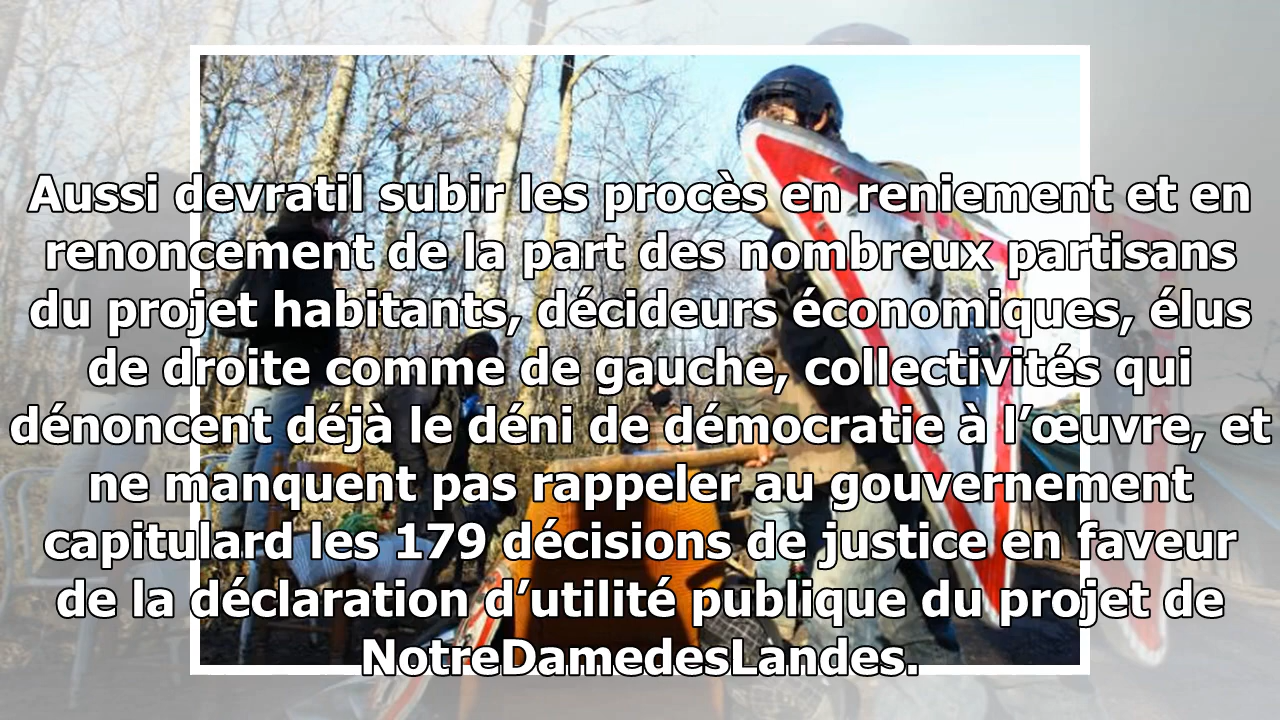 Aussi devratil subir les procès en reniement et en
renoncement de la part des nombreux partisans
du projet habitants, décideurs économiques, élus
de droite comme de gauche, collectivités qui
dénoncent déjà le déni de démocratie à l’œuvre, et
ne manquent pas rappeler au gouvernement
capitulard les 179 décisions de justice en faveur
de la déclaration d’utilité publique du projet de
NotreDamedesLandes.